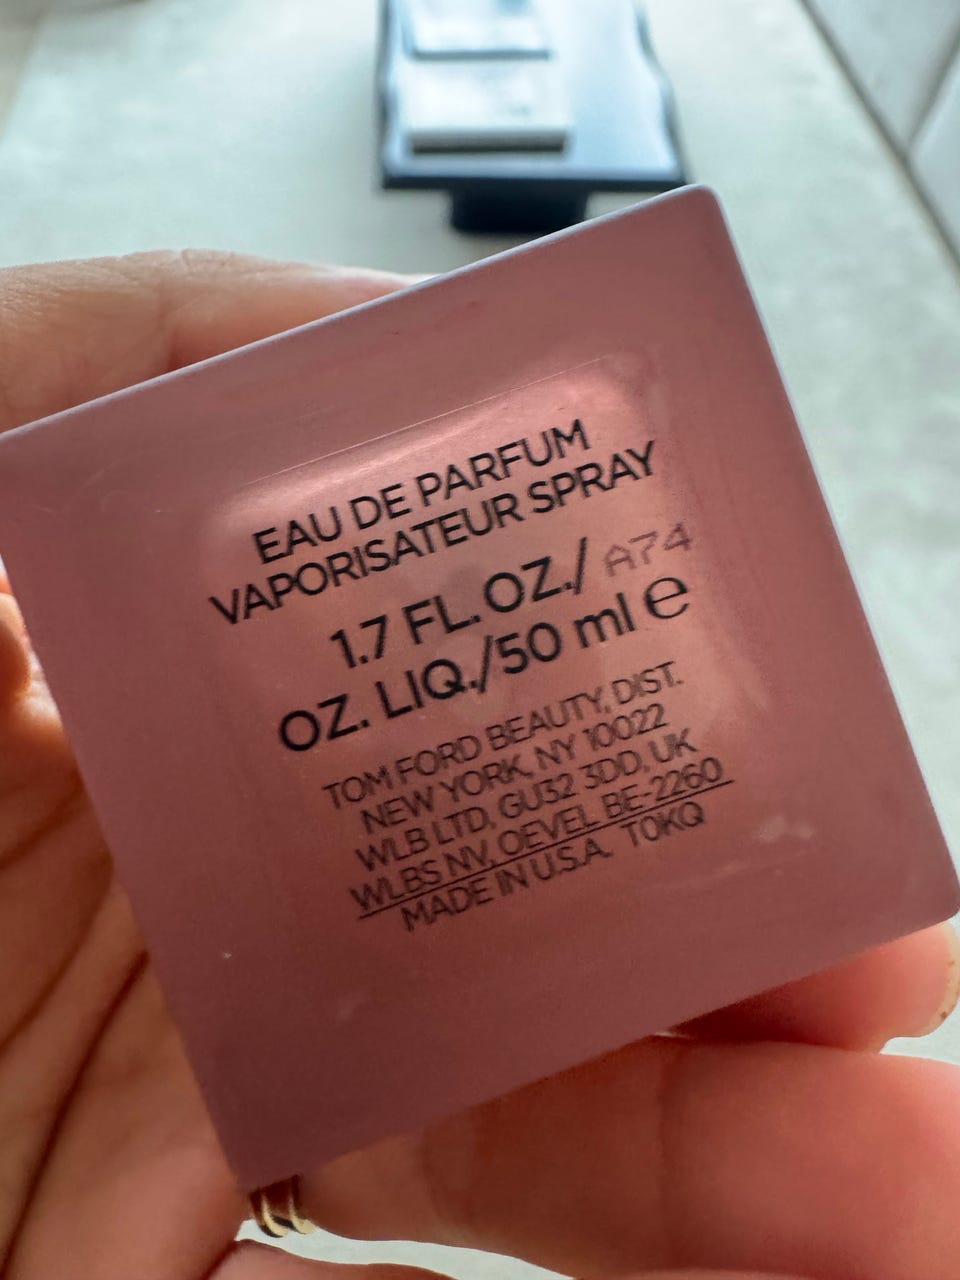 EAU DE PARFUM
VAPORISATEUR SPRAY
1.7 FL. OZ./ A74
OZ. LIQ./50 ml ℮
TOM FORD BEAUTY, DIST.
NEW YORK, NY 10022
WLB LTD, GU32 3DD, UK
WLBS NV, OEVEL BE-2260
MADE IN U.S.A. T0KQ